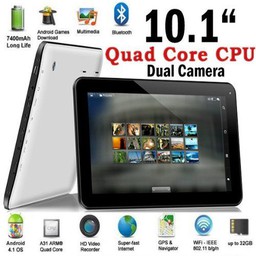 7400mAh
Long Life
Android Games
Download
Multimedia
Bluetooth
10.1"
Quad Core CPU
Dual Camera
Android
4.1 OS
A31 ARM®
Quad Core
HD Video
Recorder
Super-fast
Internet
GPS &
Navigator
WiFi - IEEE
802.11 b/g/n
up to 32GB